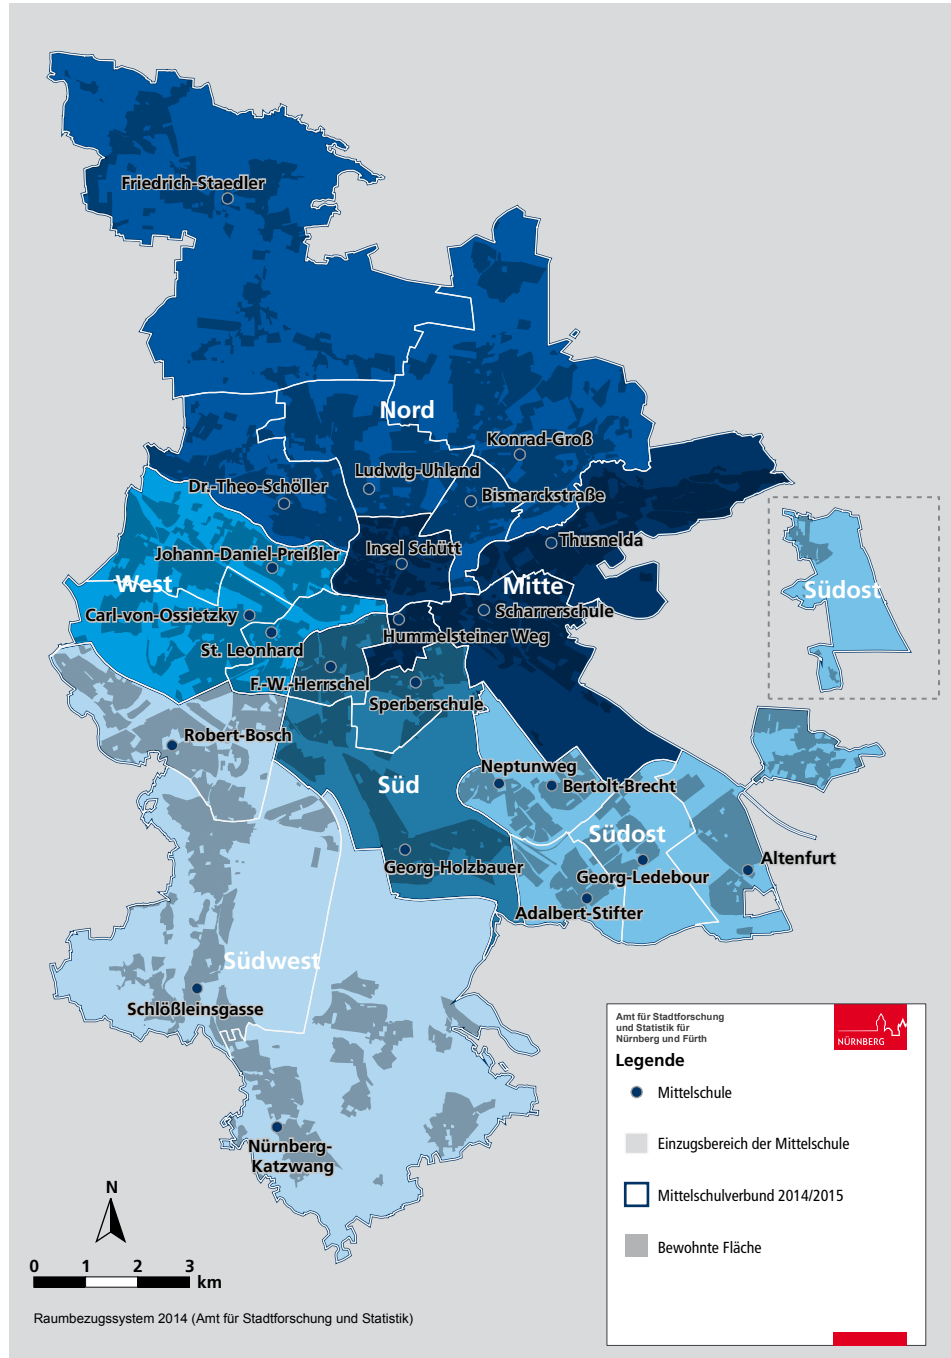 Friedrich-Staedler
Nord
Konrad-Groß
Ludwig-Uhland
Dr.-Theo-Schöller
Bismarckstraße
Thusnelda
Insel Schütt
Johann-Daniel-Preißler
West
Mitte
Südost
Scharrerschule
Carl-von-Ossietzky
Hummelsteiner Weg
St. Leonhard
F.-W.-Herrschel
Sperberschule
Robert-Bosch
Neptunweg
Süd
Bertolt-Brecht
Südost
Altenfurt
Georg-Holzbauer
Georg-Ledebour
Adalbert-Stifter
Südwest
Schlößleinsgasse
Nürnberg-
Katzwang
N
0 1 2 3
km
Raumbezugssystem 2014 (Amt für Stadtforschung und Statistik)
Amt für Stadtforschung
und Statistik für
Nürnberg und Fürth
NÜRNBERG
Legende
Mittelschule
Einzugsbereich der Mittelschule
Mittelschulverbund 2014/2015
Bewohnte Fläche